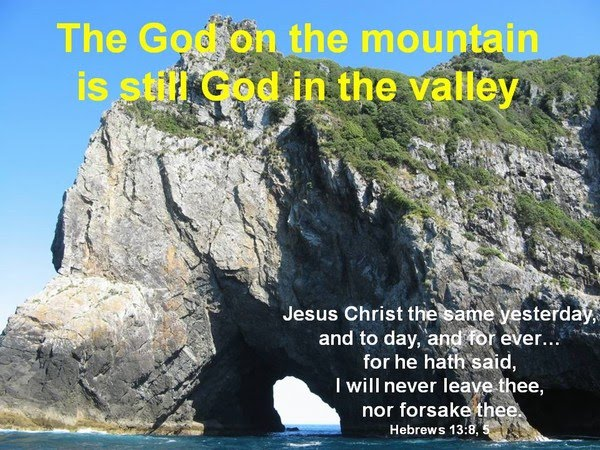 The God on the mountain
is still God in the valley
Jesus Christ the same yesterday,
and to day, and for ever...
for he hath said,
I will never leave thee,
nor forsake thee.
Hebrews 13:8, 5